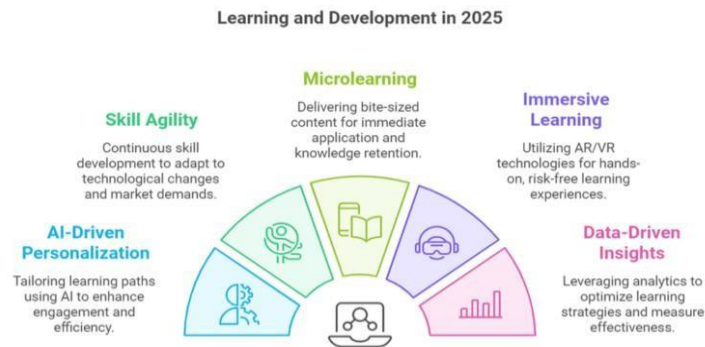 Learning and Development in 2025
Microlearning
Delivering bite-sized
content for immediate
application and
knowledge retention.
Skill Agility
Continuous skill
development to adapt to
technological changes
and market demands.
Immersive
Learning
Utilizing AR/VR
technologies for hands-
on, risk-free learning
experiences.
AI-Driven
Personalization
Tailoring learning paths
using AI to enhance
engagement and
efficiency.
Data-Driven
Insights
Leveraging analytics to
optimize learning
strategies and measure
effectiveness.